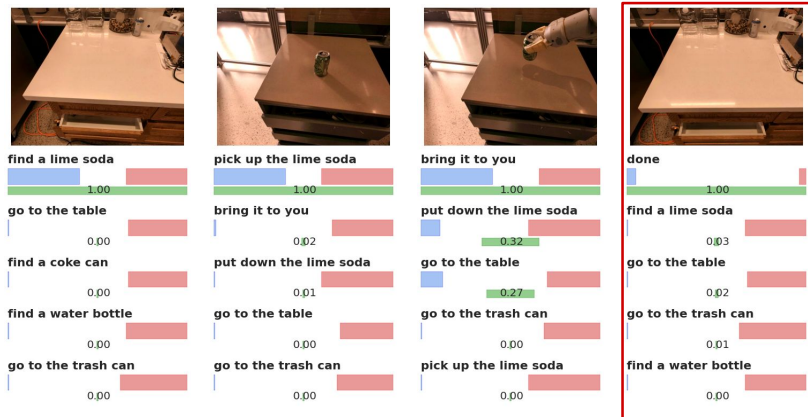 find a lime soda
1.00
go to the table
0.00
find a coke can
0.00
find a water bottle
0.00
go to the trash can
0.00
pick up the lime soda
1.00
bring it to you
0.02
put down the lime soda
0.01
go to the table
0.00
go to the trash can
0.00
bring it to you
1.00
put down the lime soda
0.32
go to the table
0.27
go to the trash can
0.00
pick up the lime soda
0.00
done
1.00
find a lime soda
0.03
go to the table
0.02
go to the trash can
0.01
find a water bottle
0.00